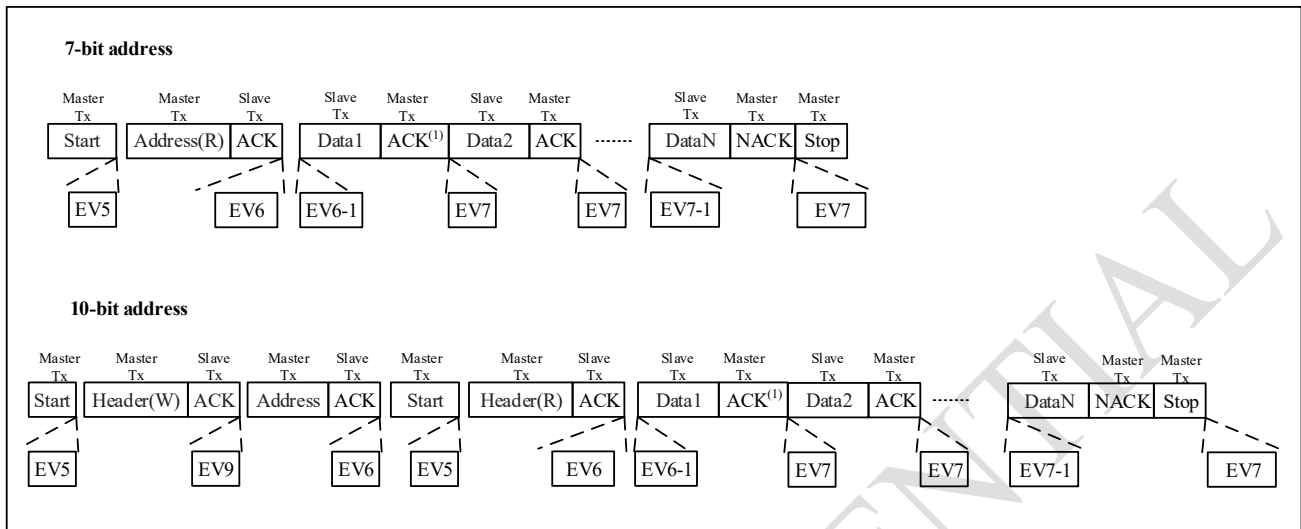 7-bit address
Master Tx Master Tx Slave Tx Slave Tx Master Tx Slave Tx Master Tx Slave Tx Master Tx Master Tx
Start Address(R) ACK Data1 ACK(1) Data2 ACK ........ DataN NACK Stop
EV5 EV6 EV6-1 EV7 EV7 EV7-1 EV7
10-bit address
Master Tx Master Tx Slave Tx Master Tx Slave Tx Master Tx Master Tx Slave Tx Slave Tx Master Tx Slave Tx Master Tx Slave Tx Master Tx Master Tx
Start Header(W) ACK Address ACK Start Header(R) ACK Data1 ACK(1) Data2 ACK ........ DataN NACK Stop
EV5 EV9 EV6 EV5 EV6 EV6-1 EV7 EV7 EV7-1 EV7
ENTIAL